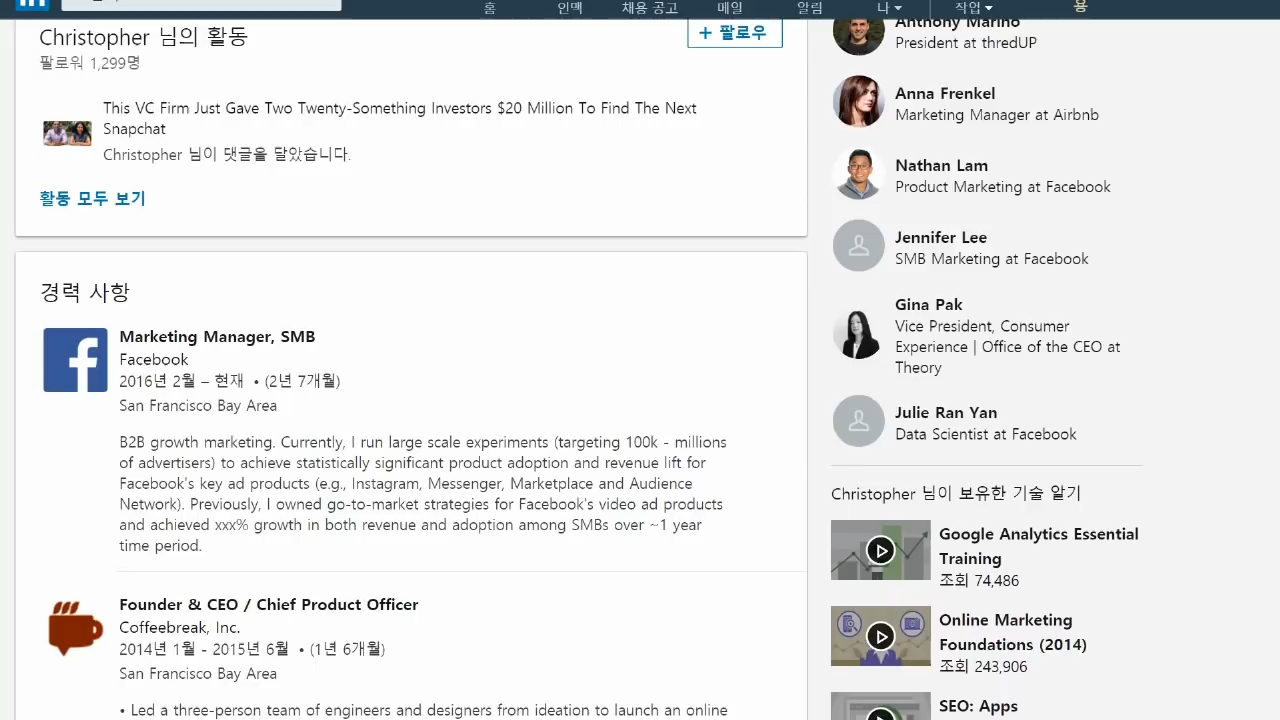 in
홈
인맥
채용 공고
메일
알림
나
작업
Christopher 님의 활동
+ 팔로우
팔로워 1,299명
This VC Firm Just Gave Two Twenty-Something Investors $20 Million To Find The Next
Snapchat
Christopher 님이 댓글을 달았습니다.
활동 모두 보기
경력 사항
Marketing Manager, SMB
Facebook
2016년 2월 – 현재 • (2년 7개월)
San Francisco Bay Area
B2B growth marketing. Currently, I run large scale experiments (targeting 100k - millions
of advertisers) to achieve statistically significant product adoption and revenue lift for
Facebook's key ad products (e.g., Instagram, Messenger, Marketplace and Audience
Network). Previously, I owned go-to-market strategies for Facebook's video ad products
and achieved xxx% growth in both revenue and adoption among SMBs over ~1 year
time period.
Founder & CEO / Chief Product Officer
Coffeebreak, Inc.
2014년 1월 - 2015년 6월 • (1년 6개월)
San Francisco Bay Area
• Led a three-person team of engineers and designers from ideation to launch an online
Anthony Marino
President at thredUP
Anna Frenkel
Marketing Manager at Airbnb
Nathan Lam
Product Marketing at Facebook
Jennifer Lee
SMB Marketing at Facebook
Gina Pak
Vice President, Consumer
Experience | Office of the CEO at
Theory
Julie Ran Yan
Data Scientist at Facebook
Christopher 님이 보유한 기술 알기
Google Analytics Essential
Training
조회 74,486
Online Marketing
Foundations (2014)
조회 243,906
SEO: Apps